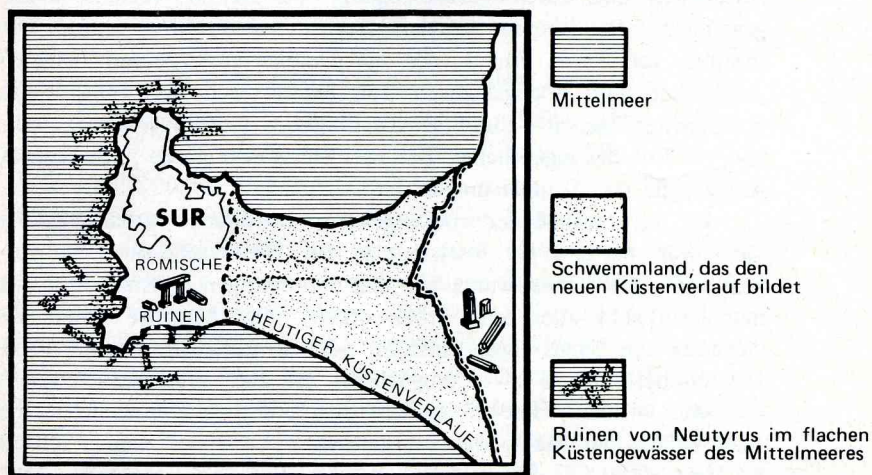 SUR
RÖMISCHE
RUINEN
HEUTIGER KÜSTENVERLAUF
Mittelmeer
Schwemmland, das den
neuen Küstenverlauf bildet
Ruinen von Neutyrus im flachen
Küstengewässer des Mittelmeeres